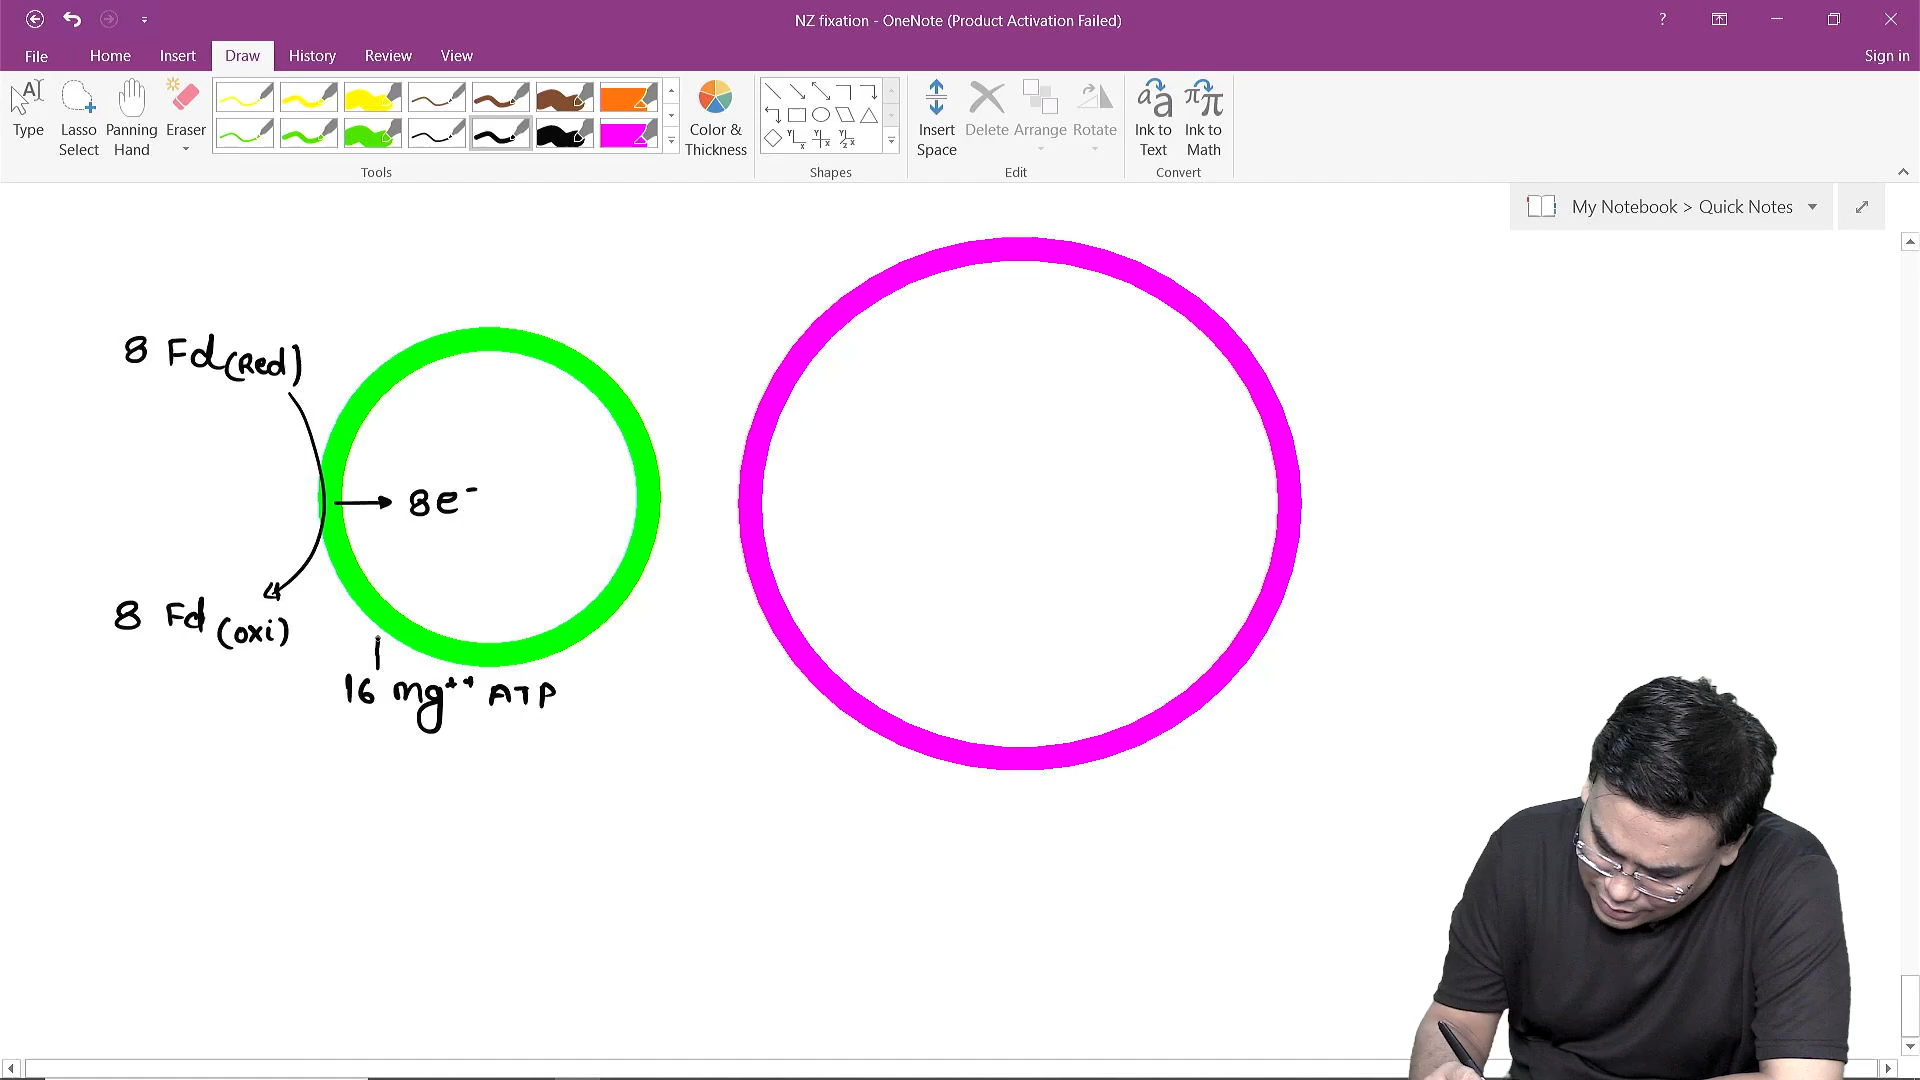 NZ fixation - OneNote (Product Activation Failed)
?
File Home Insert Draw History Review View
Sign in
Type
Lasso Select
Panning Hand
Eraser
Color & Thickness
Insert Space
Delete
Arrange
Rotate
Ink to Text
Ink to Math
Tools
Shapes
Edit
Convert
My Notebook > Quick Notes
8 Fd(Red)
8e-
8 Fd(oxi)
16 mg++ ATP